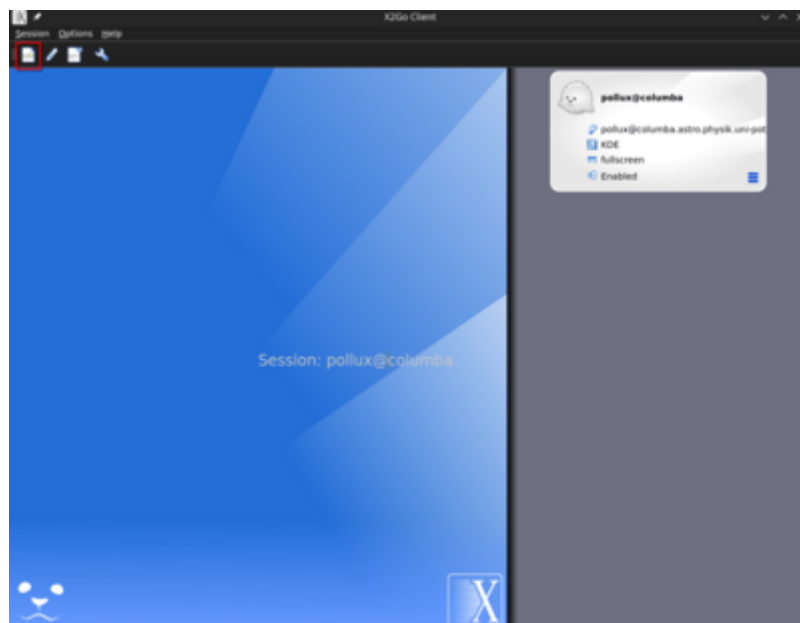 X2Go Client
Session Options Help
pollux@columba
pollux@columba.astro.physik.uni-pot
KDE
fullscreen
Enabled
Session: pollux@columba
X